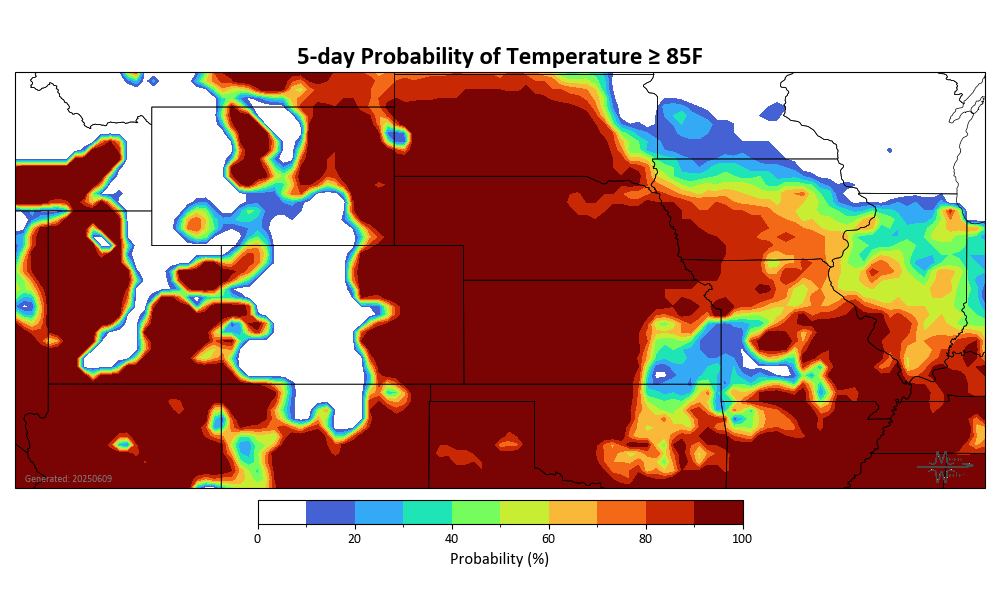 5-day Probability of Temperature ≥ 85F
Generated: 20250609
0 20 40 60 80 100
Probability (%)